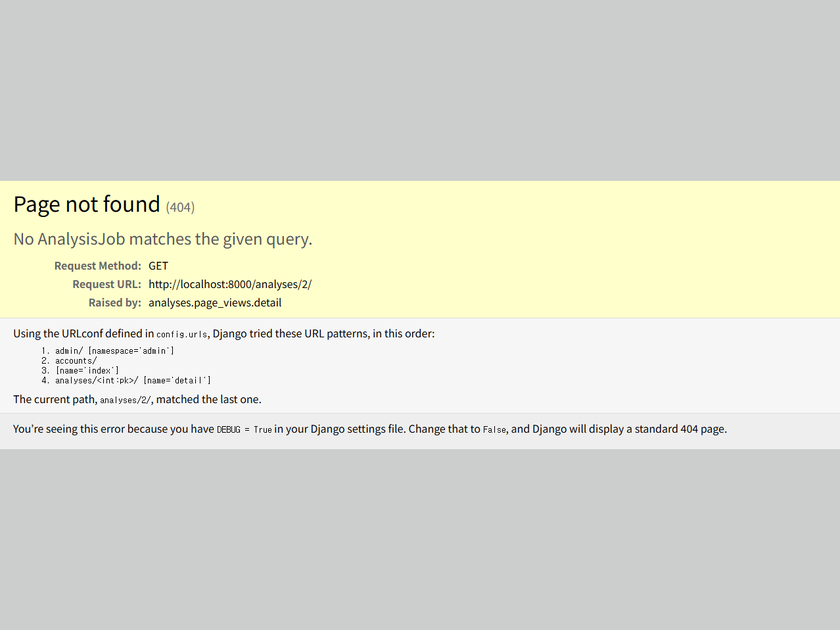 Page not found (404)
No AnalysisJob matches the given query.
Request Method: GET
Request URL: http://localhost:8000/analyses/2/
Raised by: analyses.page_views.detail
Using the URLconf defined in config.urls, Django tried these URL patterns, in this order:
1. admin/ [namespace='admin']
2. accounts/
3. [name='index']
4. analyses/<int:pk>/ [name='detail']
The current path, analyses/2/, matched the last one.
You're seeing this error because you have DEBUG = True in your Django settings file. Change that to False, and Django will display a standard 404 page.